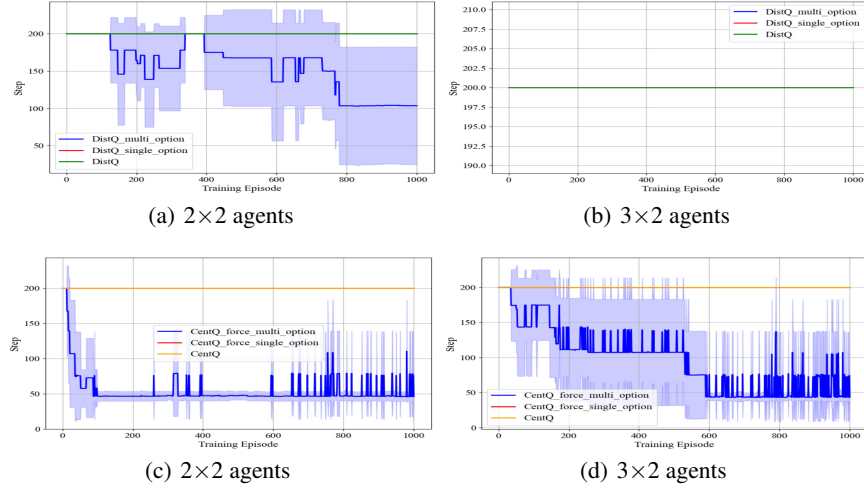 200
150
100
50
Step
DistQ_multi_option
DistQ_single_option
DistQ
0 200 400 600 800 1000
Training Episode
(a) 2×2 agents
210.0
207.5
205.0
202.5
200.0
197.5
195.0
192.5
190.0
Step
DistQ_multi_option
DistQ_single_option
DistQ
0 200 400 600 800 1000
Training Episode
(b) 3×2 agents
250
200
150
100
50
0
Step
CentQ_force_multi_option
CentQ_force_single_option
CentQ
0 200 400 600 800 1000
Training Episode
(c) 2×2 agents
200
150
100
50
0
Step
CentQ_force_multi_option
CentQ_force_single_option
CentQ
0 200 400 600 800 1000
Training Episode
(d) 3×2 agents